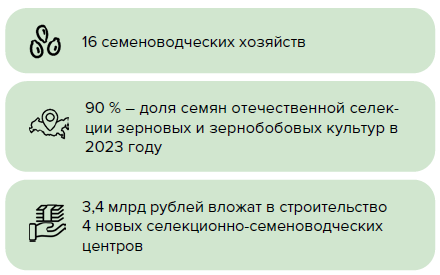 16 семеноводческих хозяйств
90 % – доля семян отечественной селек-
ции зерновых и зернобобовых культур в
2023 году
3,4 млрд рублей вложат в строительство
4 новых селекционно-семеноводческих
центров